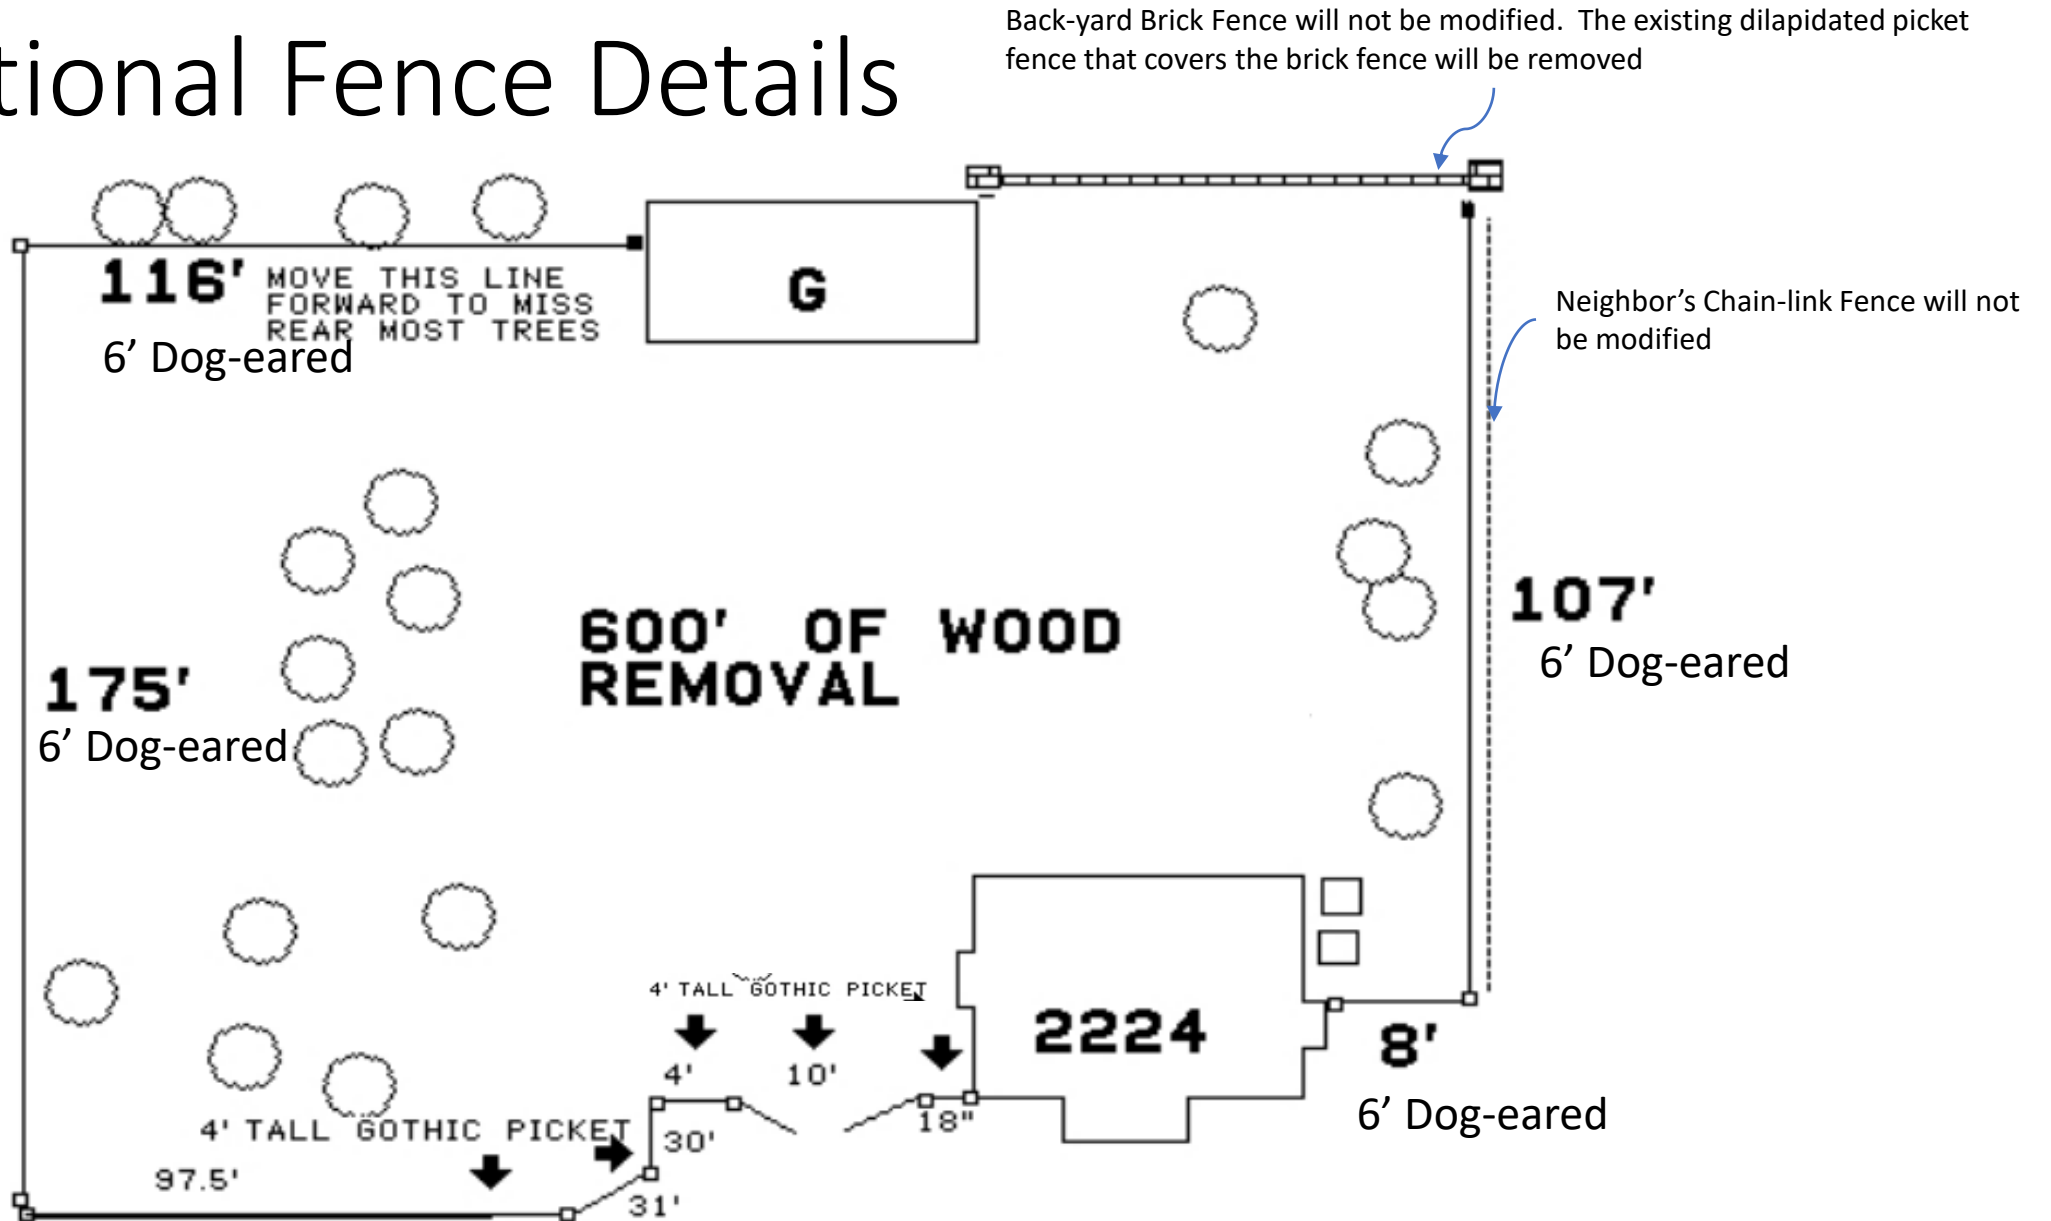 tional Fence Details
Back-yard Brick Fence will not be modified.  The existing dilapidated picket
fence that covers the brick fence will be removed
116'
MOVE THIS LINE
FORWARD TO MISS
REAR MOST TREES
6’ Dog-eared
G
Neighbor’s Chain-link Fence will not
be modified
600' OF WOOD
REMOVAL
107'
6’ Dog-eared
175'
6’ Dog-eared
4' TALL GOTHIC PICKET
4'
10'
18"
2224
8'
6’ Dog-eared
4' TALL GOTHIC PICKET
30'
97.5'
31'